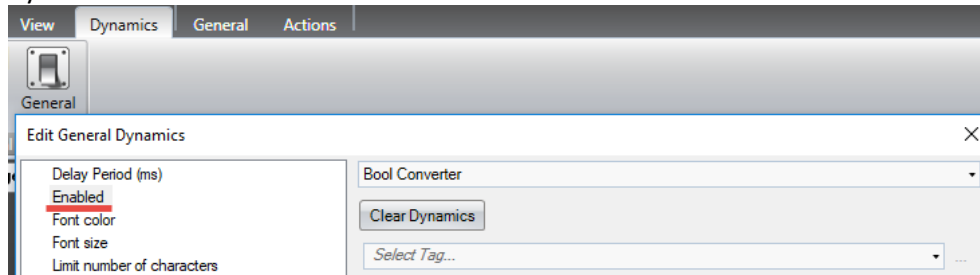 View Dynamics General Actions
General
Edit General Dynamics
Delay Period (ms)
Enabled
Font color
Font size
Limit number of characters
Bool Converter
Clear Dynamics
Select Tag...
...